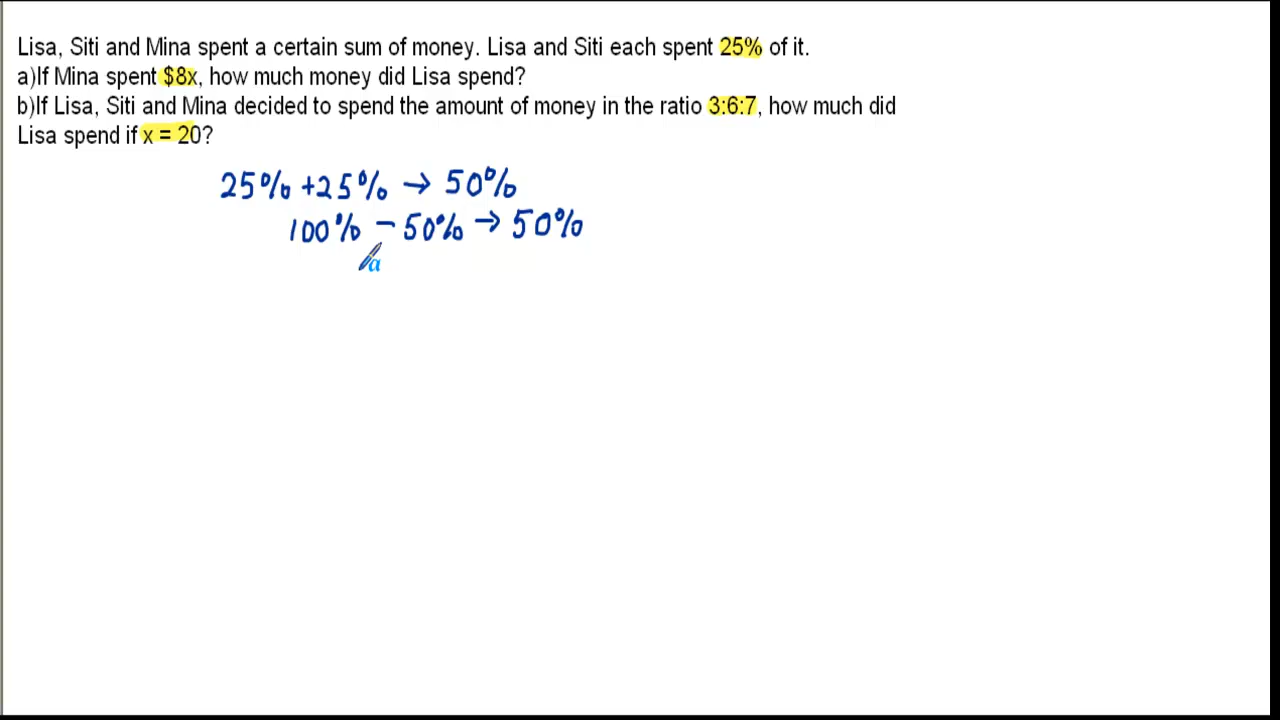 Lisa, Siti and Mina spent a certain sum of money. Lisa and Siti each spent 25% of it.
a)If Mina spent $8x, how much money did Lisa spend?
b)If Lisa, Siti and Mina decided to spend the amount of money in the ratio 3:6:7, how much did
Lisa spend if x = 20?
25% +25% → 50%
100% - 50% → 50%